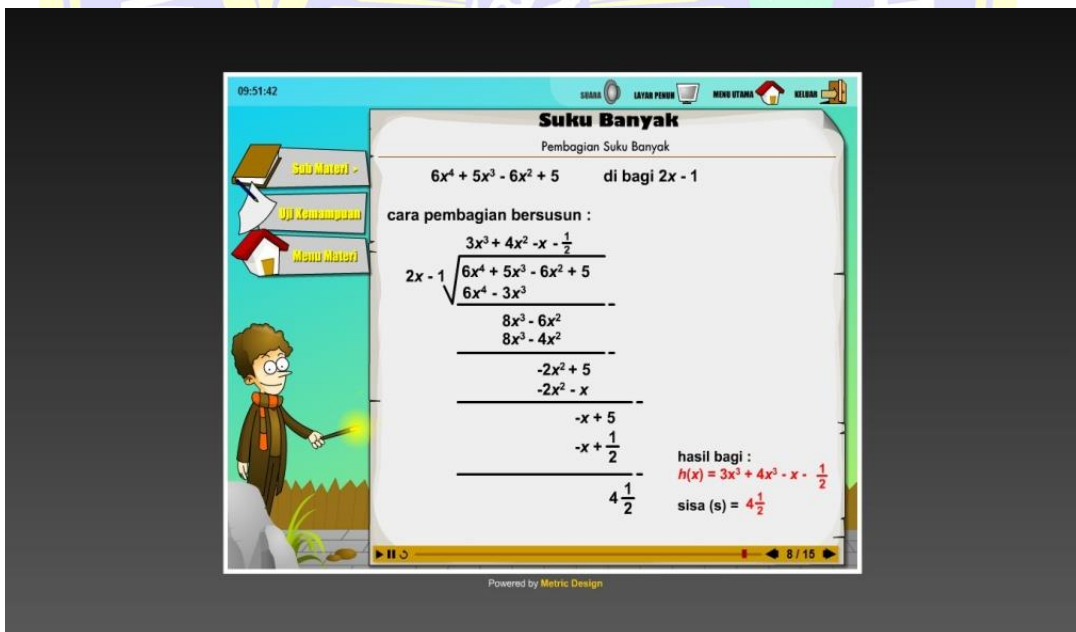 09:51:42
SUARA LAYAR PENUH MENU UTAMA KELUAR
Suku Banyak
Pembagian Suku Banyak
Sub Materi >
Uji Kemampuan
Menu Materi
6x⁴ + 5x³ - 6x² + 5 di bagi 2x - 1
cara pembagian bersusun :
3x³ + 4x² -x - 1/2
2x - 1 √ 6x⁴ + 5x³ - 6x² + 5
6x⁴ - 3x³
8x³ - 6x²
8x³ - 4x²
-2x² + 5
-2x² - x
-x + 5
-x + 1/2
4 1/2
hasil bagi :
h(x) = 3x³ + 4x³ - x - 1/2
sisa (s) = 4 1/2
8 / 15
Powered by Metric Design